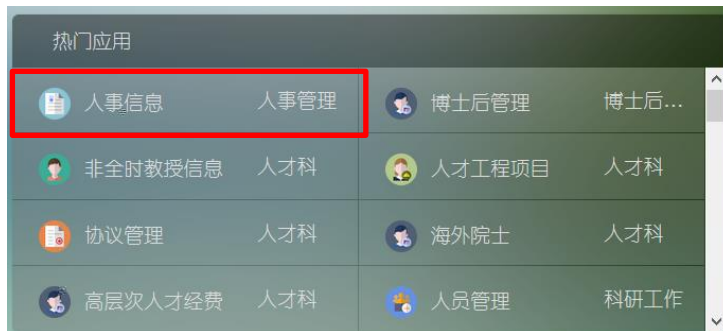 热门应用
人事信息 人事管理 博士后管理 博士后...
非全时教授信息 人才科 人才工程项目 人才科
协议管理 人才科 海外院士 人才科
高层次人才经费 人才科 人员管理 科研工作